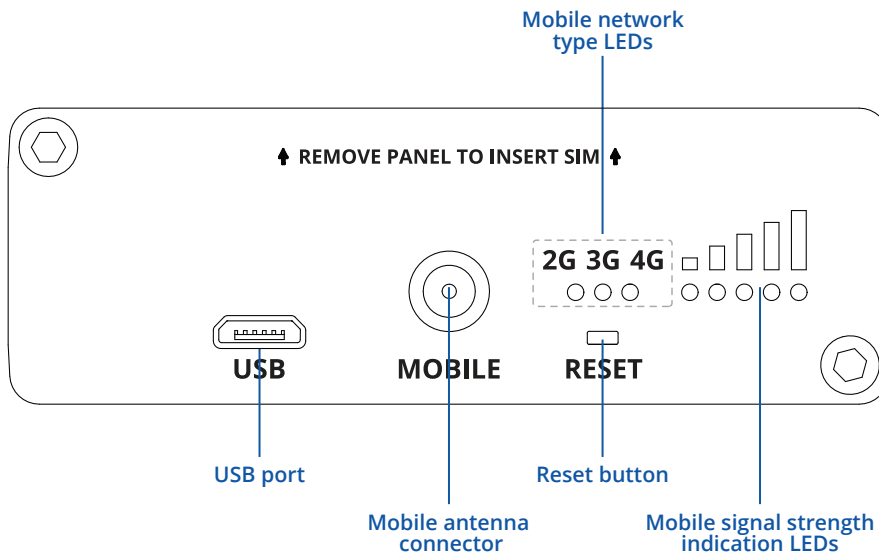 Mobile network
type LEDs
REMOVE PANEL TO INSERT SIM
2G 3G 4G
USB
MOBILE
RESET
USB port
Reset button
Mobile antenna
connector
Mobile signal strength
indication LEDs